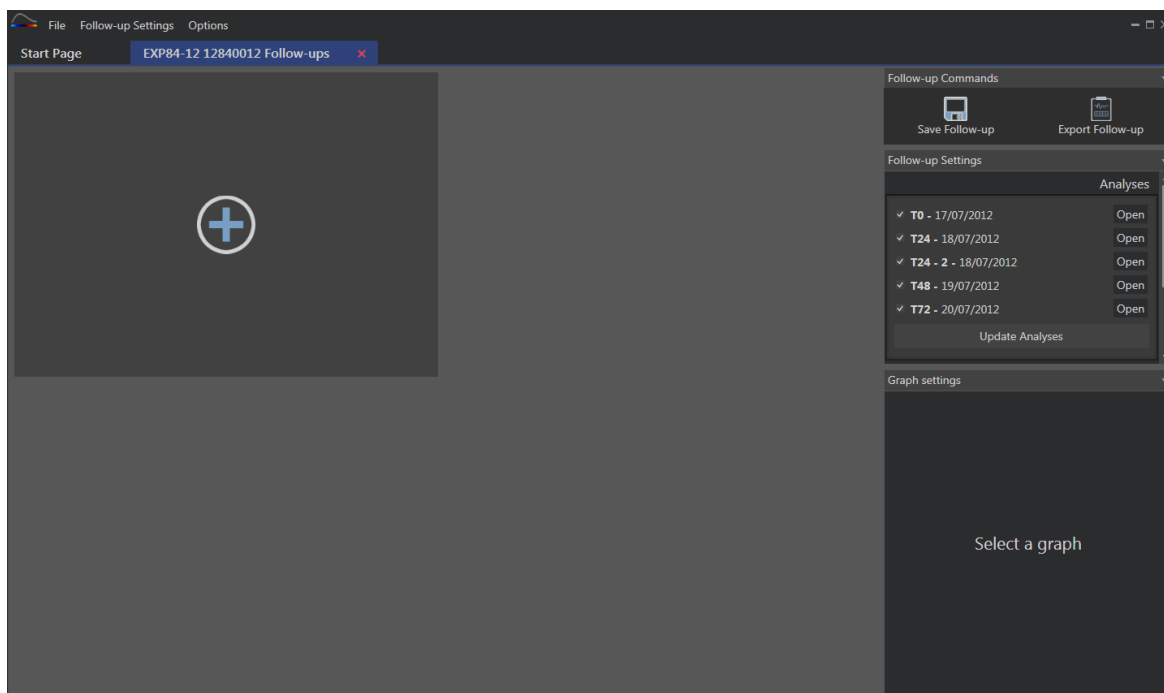 File Follow-up Settings Options
Start Page EXP84-12 12840012 Follow-ups
Follow-up Commands
Save Follow-up Export Follow-up
Follow-up Settings
Analyses
T0 - 17/07/2012 Open
T24 - 18/07/2012 Open
T24 - 2 - 18/07/2012 Open
T48 - 19/07/2012 Open
T72 - 20/07/2012 Open
Update Analyses
Graph settings
Select a graph